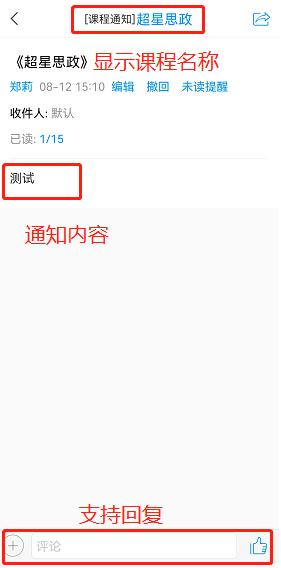 [课程通知]超星思政
《超星思政》显示课程名称
郑莉 08-12 15:10 编辑 撤回 未读提醒
收件人: 默认
已读: 1/15
测试
通知内容
支持回复
评论